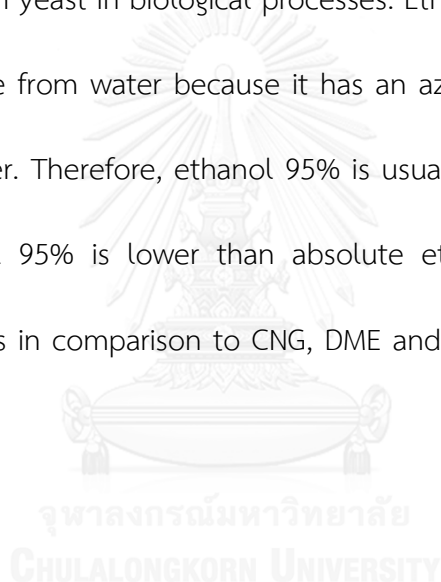 yeast in biological processes.
e from water because it has an az
r. Therefore, ethanol 95% is usua
95% is lower than absolute et
s in comparison to CNG, DME and
จุฬาลงกรณ์มหาวิทยาลัย
CHULALONGKORN UNIVERSITY